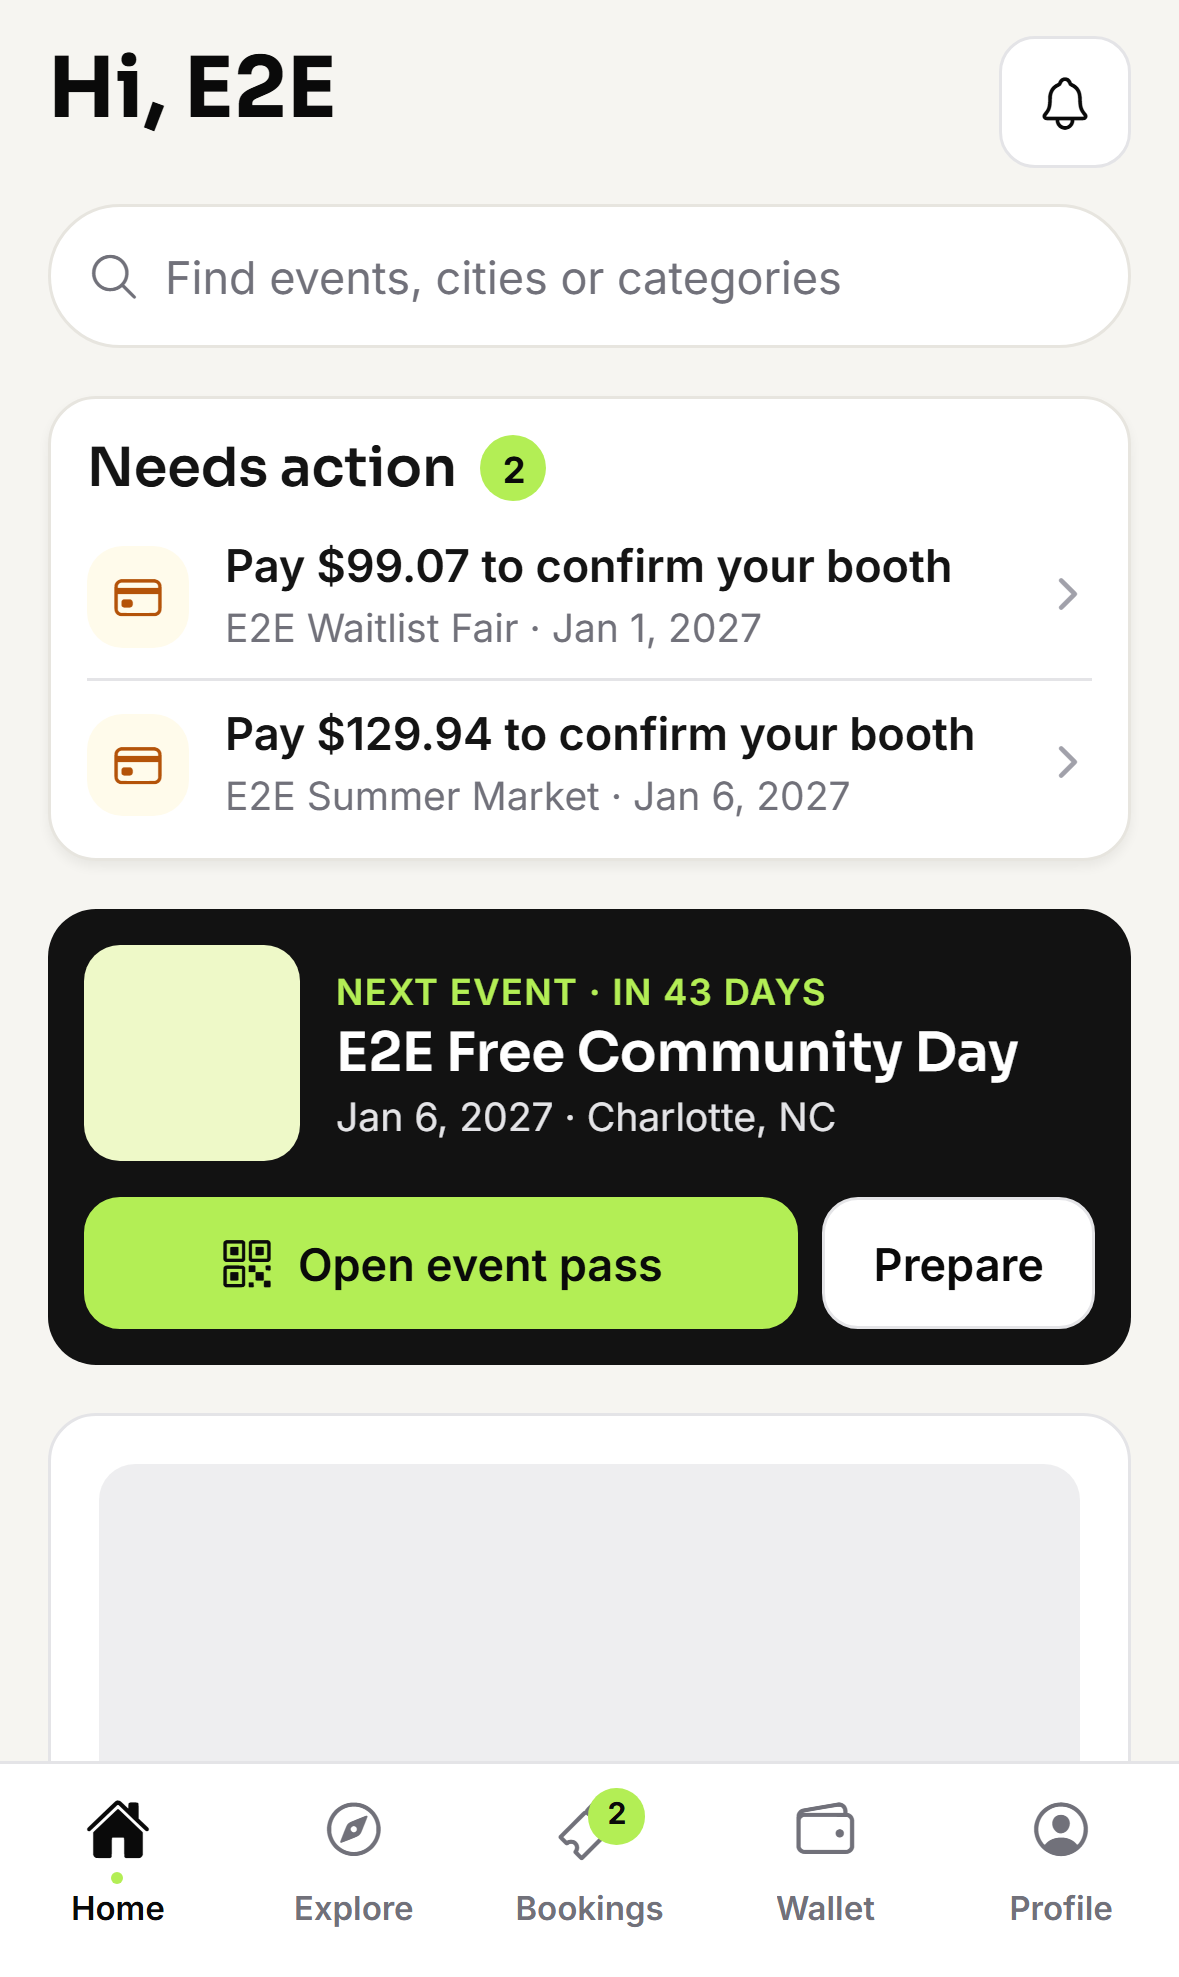 Hi, E2E
Find events, cities or categories
Needs action 2
Pay $99.07 to confirm your booth
E2E Waitlist Fair · Jan 1, 2027
Pay $129.94 to confirm your booth
E2E Summer Market · Jan 6, 2027
NEXT EVENT · IN 43 DAYS
E2E Free Community Day
Jan 6, 2027 · Charlotte, NC
Open event pass
Prepare
2
Home
Explore
Bookings
Wallet
Profile